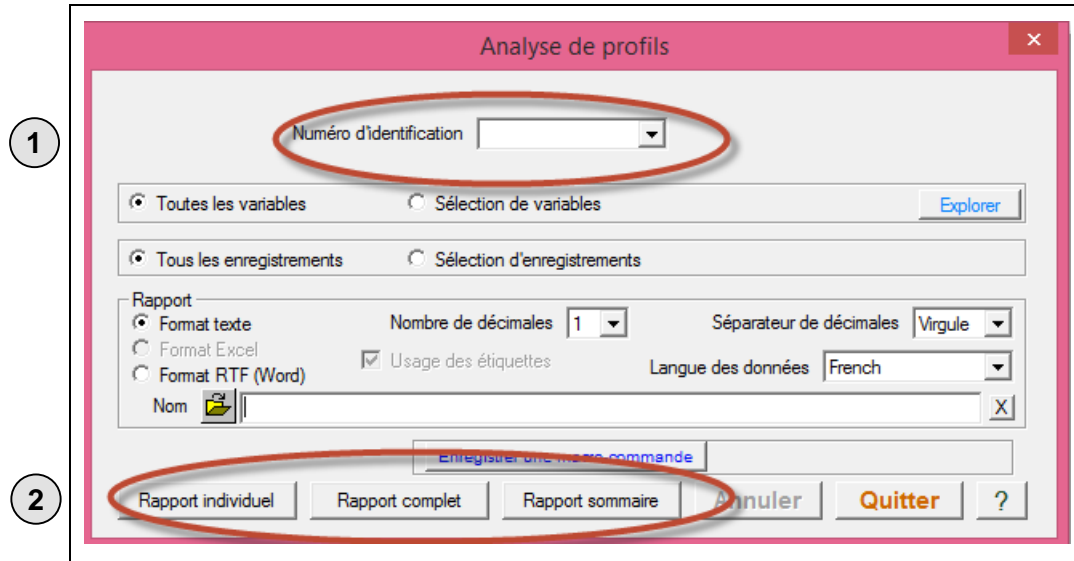 Analyse de profils ×
1
Numéro d'identification
Toutes les variables Sélection de variables Explorer
Tous les enregistrements Sélection d'enregistrements
Rapport
Format texte Nombre de décimales 1 Séparateur de décimales Virgule
Format Excel Usage des étiquettes Langue des données French
Format RTF (Word)
Nom X
Enregistrer une macro commande
2
Rapport individuel Rapport complet Rapport sommaire Annuler Quitter ?